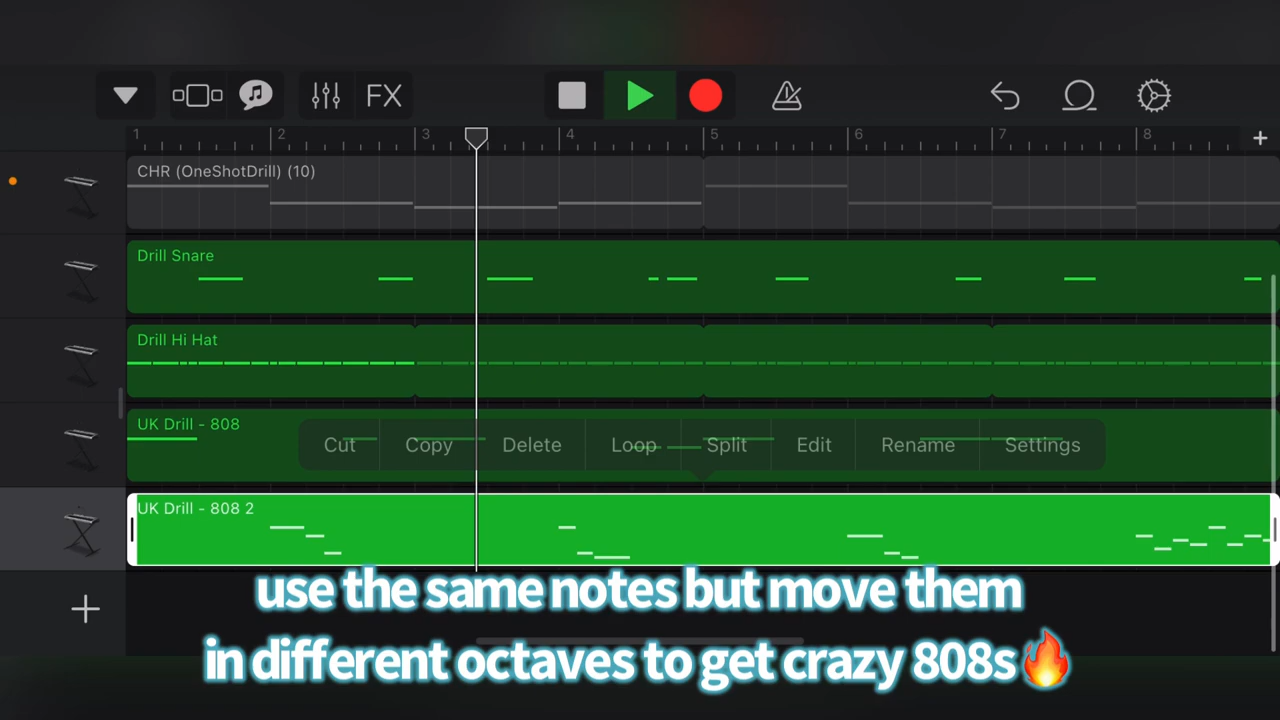 FX
1 2 3 4 5 6 7 8
CHR (OneShotDrill) (10)
Drill Snare
Drill Hi Hat
UK Drill - 808
Cut Copy Delete Loop Split Edit Rename Settings
UK Drill - 808 2
use the same notes but move them
in different octaves to get crazy 808s🔥